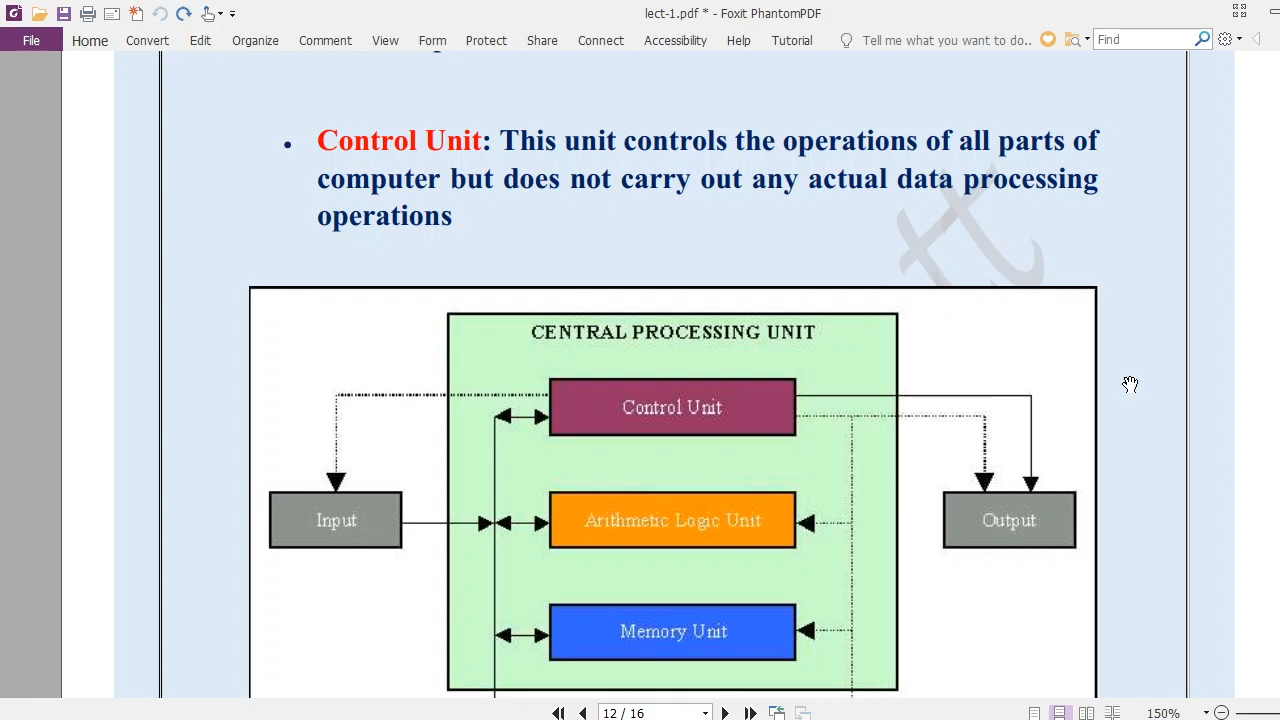 lect-1.pdf * - Foxit PhantomPDF
File Home Convert Edit Organize Comment View Form Protect Share Connect Accessibility Help Tutorial Tell me what you want to do.. Find
• Control Unit: This unit controls the operations of all parts of
computer but does not carry out any actual data processing
operations
CENTRAL PROCESSING UNIT
Control Unit
Input Arithmetic Logic Unit Output
Memory Unit
12 / 16 150%